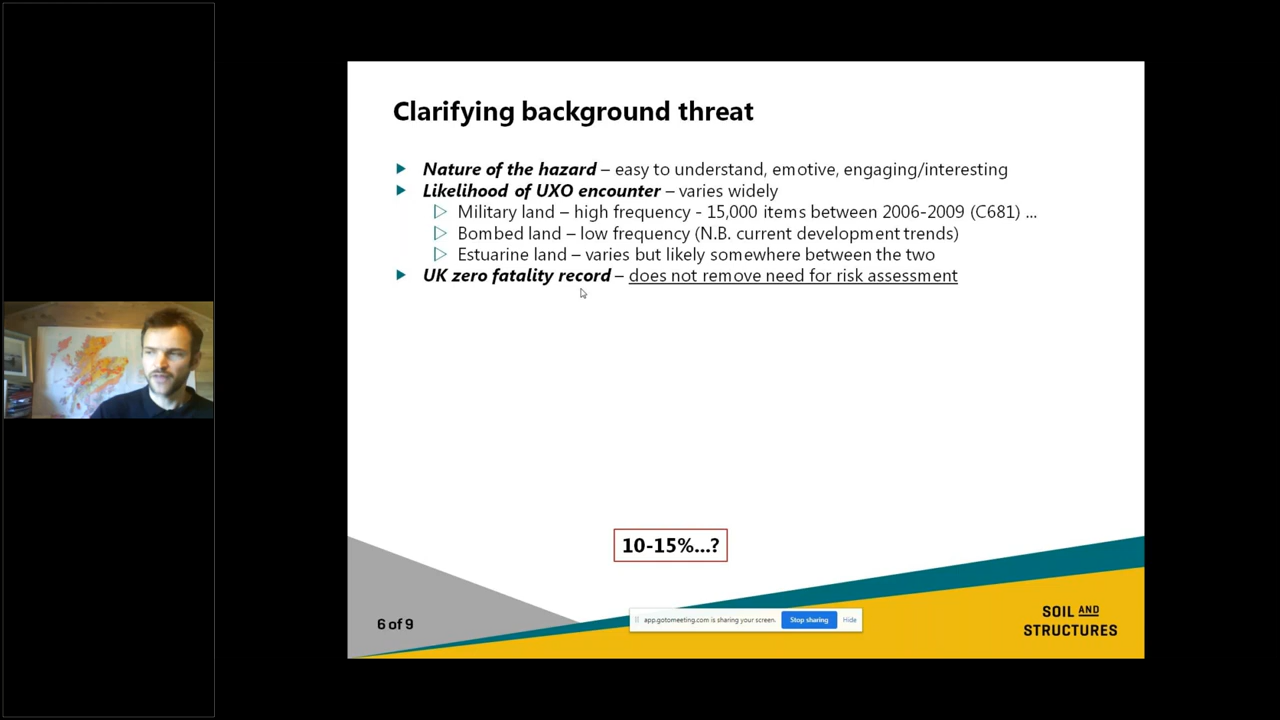 Clarifying background threat
Nature of the hazard – easy to understand, emotive, engaging/interesting
Likelihood of UXO encounter – varies widely
Military land – high frequency - 15,000 items between 2006-2009 (C681) ...
Bombed land – low frequency (N.B. current development trends)
Estuarine land – varies but likely somewhere between the two
UK zero fatality record – does not remove need for risk assessment
10-15%...?
app.gotomeeting.com is sharing your screen.
Stop sharing
Hide
6 of 9
SOIL AND
STRUCTURES